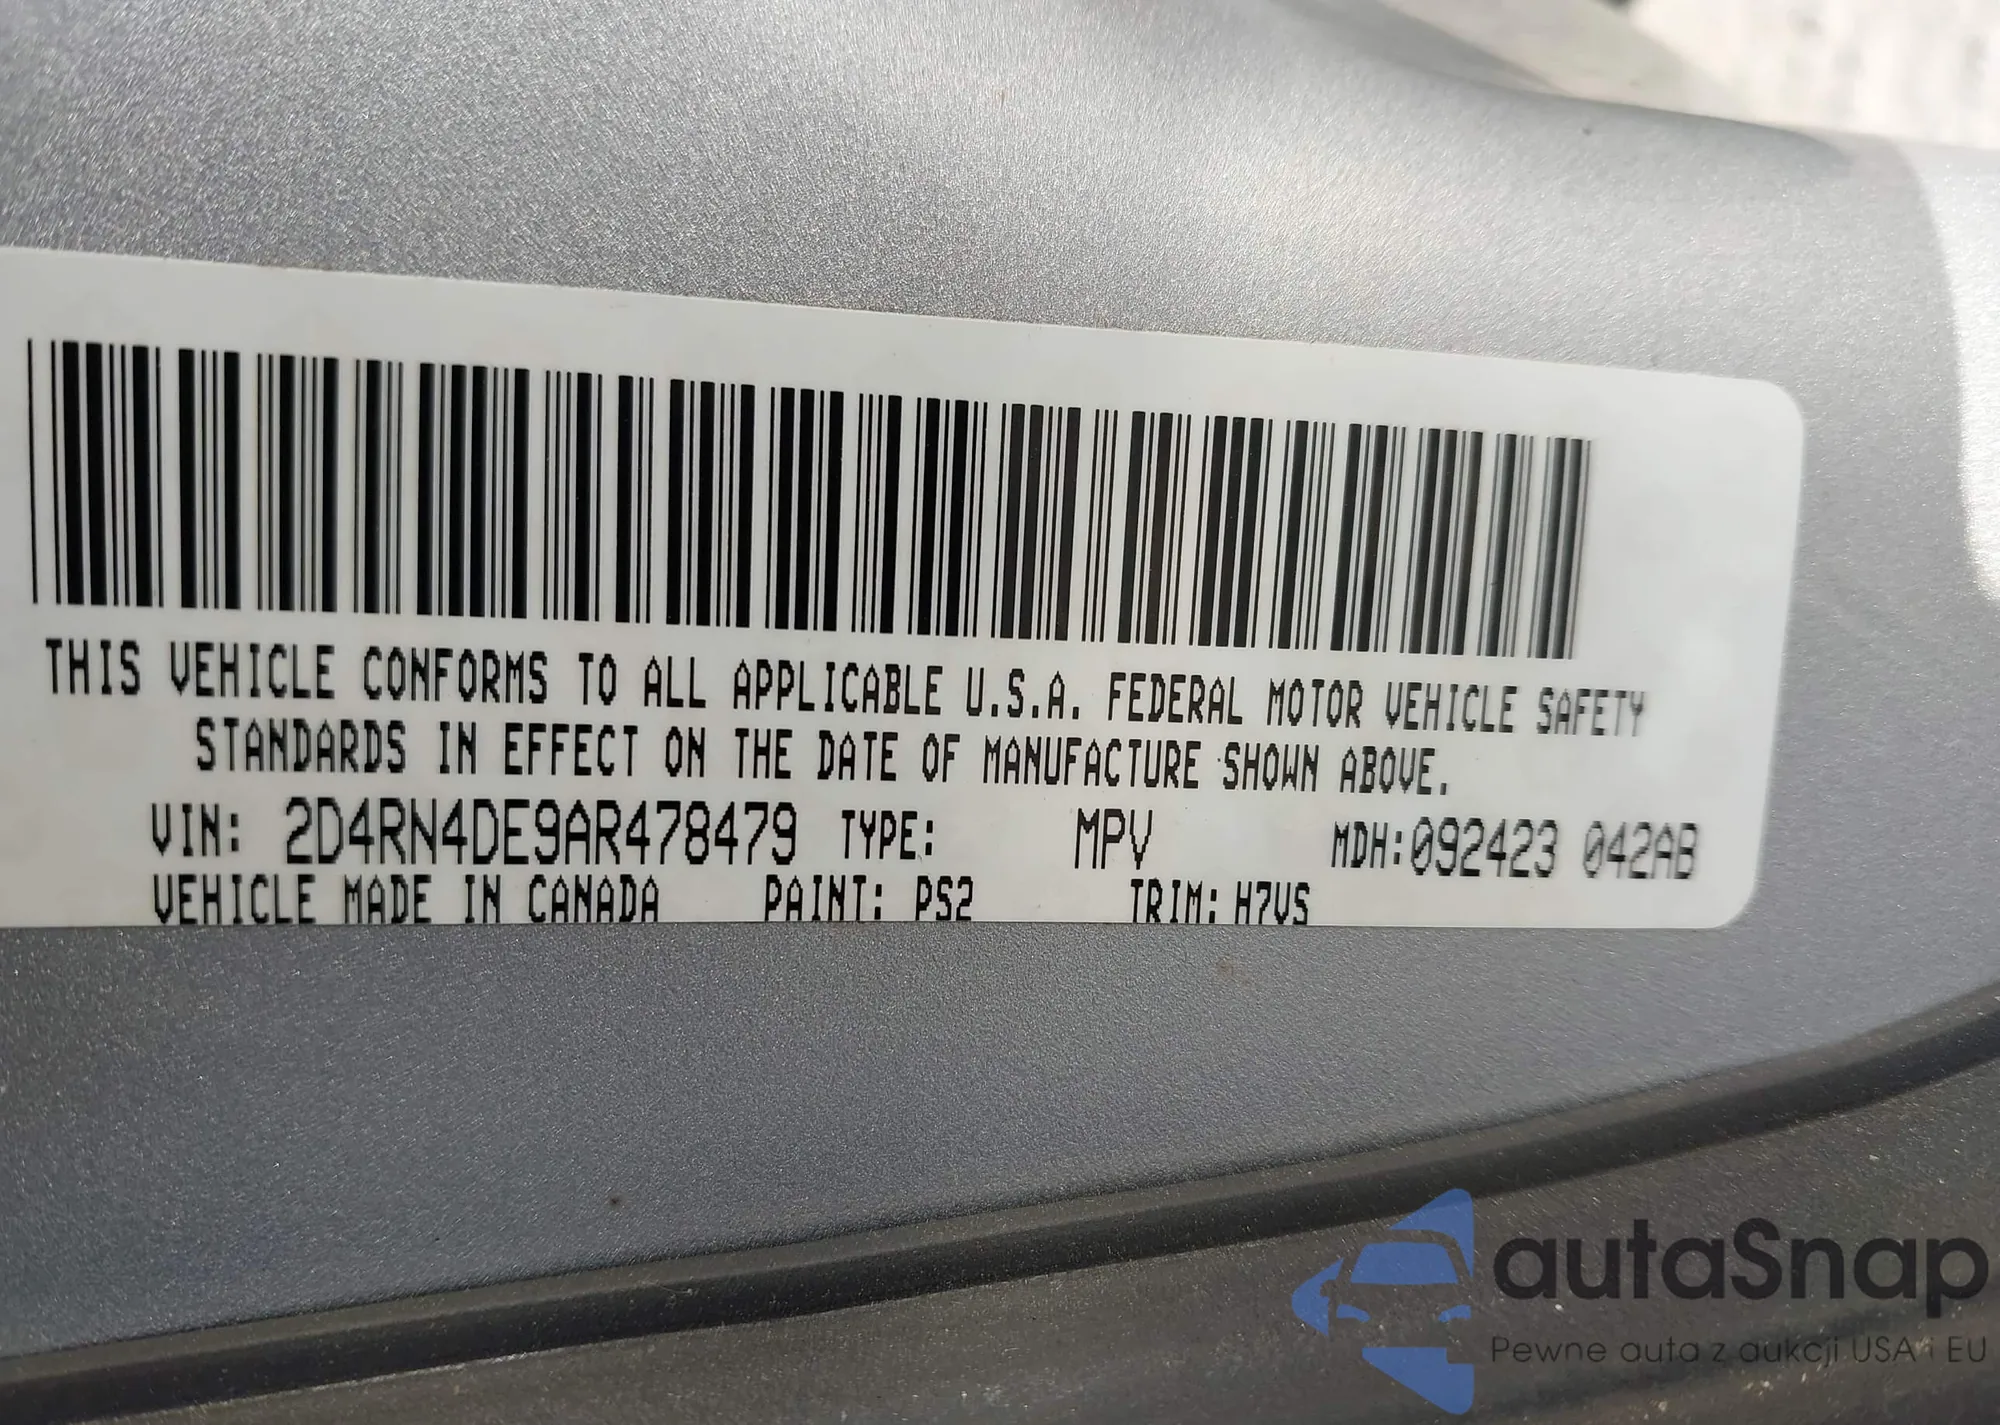 THIS VEHICLE CONFORMS TO ALL APPLICABLE U.S.A. FEDERAL MOTOR VEHICLE SAFETY
STANDARDS IN EFFECT ON THE DATE OF MANUFACTURE SHOWN ABOVE.
VIN: 2D4RN4DE9AR478479 TYPE: MPV MDH:092423 042AB
VEHICLE MADE IN CANADA PAINT: PS2 TRIM: H7VS
autaSnap
Pewne auta z aukcji USA i EU